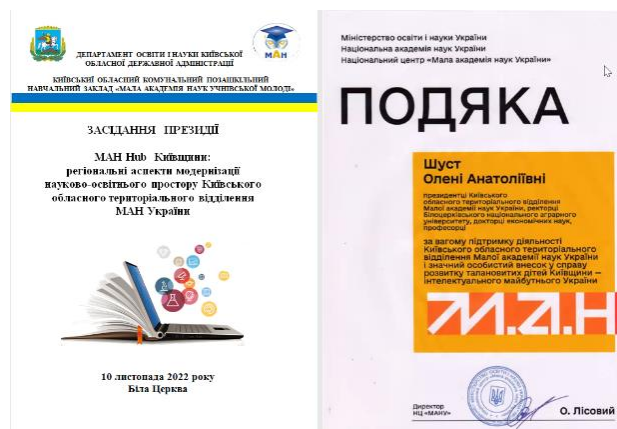 ДЕПАРТАМЕНТ ОСВІТИ І НАУКИ КИЇВСЬКОЇ
ОБЛАСНОЇ ДЕРЖАВНОЇ АДМІНІСТРАЦІЇ
МАН
КИЇВСЬКИЙ ОБЛАСНИЙ КОМУНАЛЬНИЙ ПОЗАШКІЛЬНИЙ
НАВЧАЛЬНИЙ ЗАКЛАД «МАЛА АКАДЕМІЯ НАУК УЧНІВСЬКОЇ МОЛОДІ»
ЗАСІДАННЯ ПРЕЗИДІЇ
МАН Hub Київщини:
регіональні аспекти модернізації
науково-освітнього простору Київського
обласного територіального відділення
МАН України
10 листопада 2022 року
Біла Церква
Міністерство освіти і науки України
Національна академія наук України
Національний центр «Мала академія наук України»
ПОДЯКА
Шуст
Олені Анатоліївні
президентці Київського
обласного територіального відділення
Малої академії наук України, ректорці
Білоцерківського національного аграрного
університету, докторці економічних наук,
професорці
за вагому підтримку діяльності
Київського обласного територіального
відділення Малої академії наук України
і значний особистий внесок у справу
розвитку талановитих дітей Київщини –
інтелектуального майбутнього України
М.А.Н
Директор
НЦ «МАНУ»
О. Лісовий